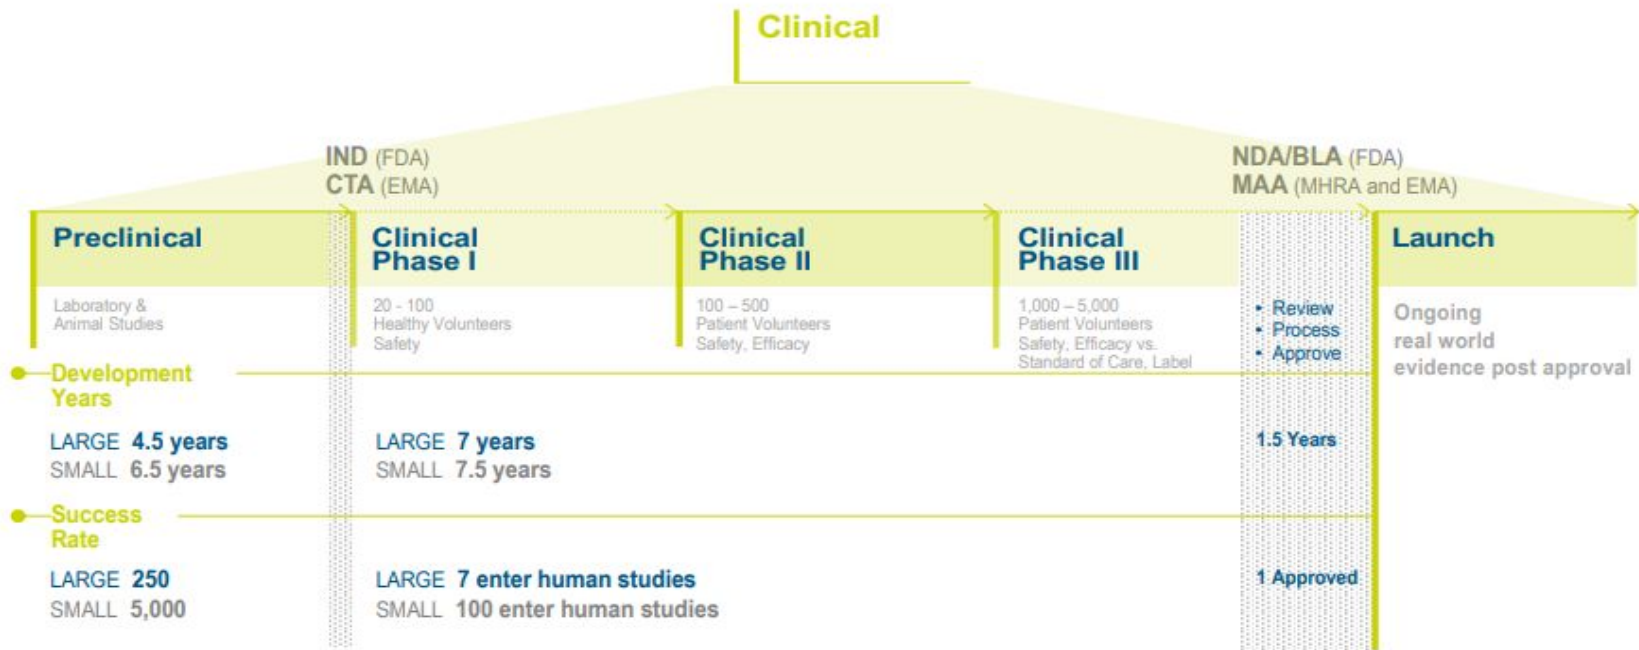 Clinical
IND (FDA)
CTA (EMA)
NDA/BLA (FDA)
MAA (MHRA and EMA)
Preclinical
Clinical
Phase I
Clinical
Phase II
Clinical
Phase III
Launch
Laboratory &
Animal Studies
20 - 100
Healthy Volunteers
Safety
100 – 500
Patient Volunteers
Safety, Efficacy
1,000 – 5,000
Patient Volunteers
Safety, Efficacy vs.
Standard of Care, Label
• Review
• Process
• Approve
Ongoing
real world
evidence post approval
Development
Years
LARGE 4.5 years
SMALL 6.5 years
LARGE 7 years
SMALL 7.5 years
1.5 Years
Success
Rate
LARGE 250
SMALL 5,000
LARGE 7 enter human studies
SMALL 100 enter human studies
1 Approved